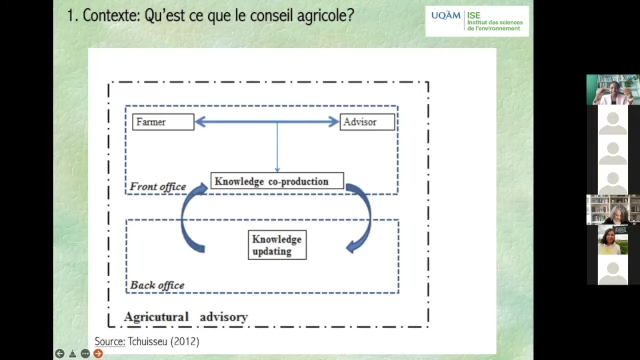 1. Contexte: Qu'est ce que le conseil agricole?
UQÀM
ISE
Institut des sciences
de l'environnement
Farmer
Advisor
Knowledge co-production
Front office
Knowledge
updating
Back office
Agricutural advisory
Source: Tchuisseu (2012)